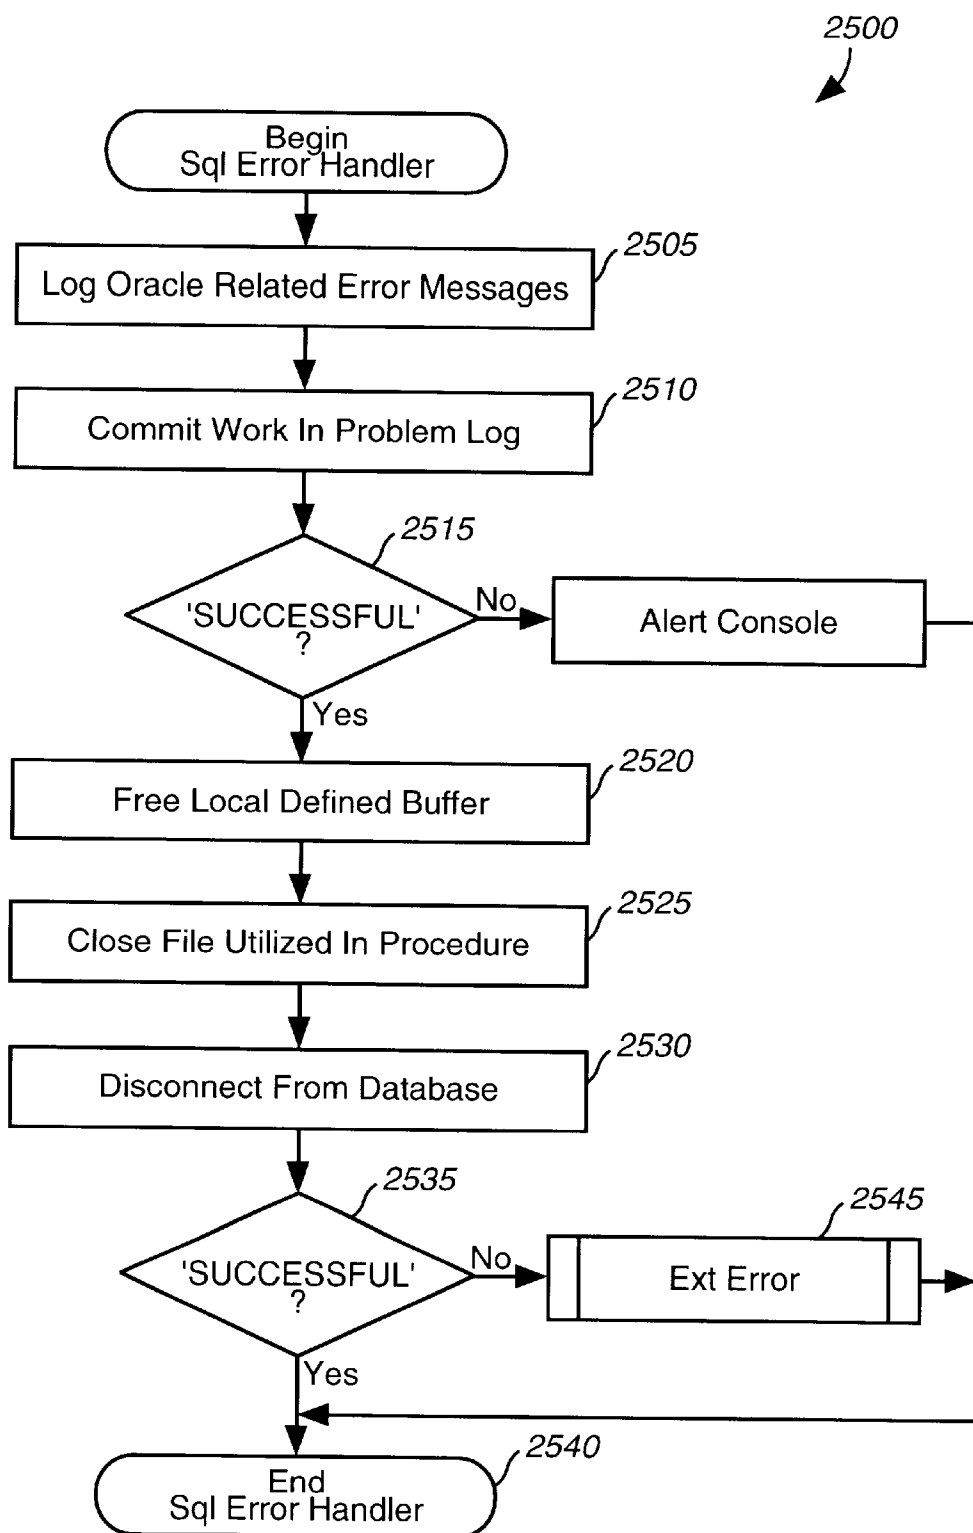 2500
Begin
Sql Error Handler
2505
Log Oracle Related Error Messages
2510
Commit Work In Problem Log
2515
'SUCCESSFUL'
?
No
Alert Console
Yes
2520
Free Local Defined Buffer
2525
Close File Utilized In Procedure
2530
Disconnect From Database
2535
'SUCCESSFUL'
?
No
2545
Ext Error
Yes
2540
End
Sql Error Handler